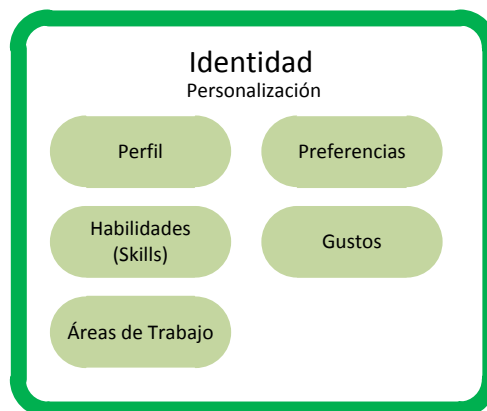 Identidad
Personalización
Perfil
Preferencias
Habilidades
(Skills)
Gustos
Áreas de Trabajo